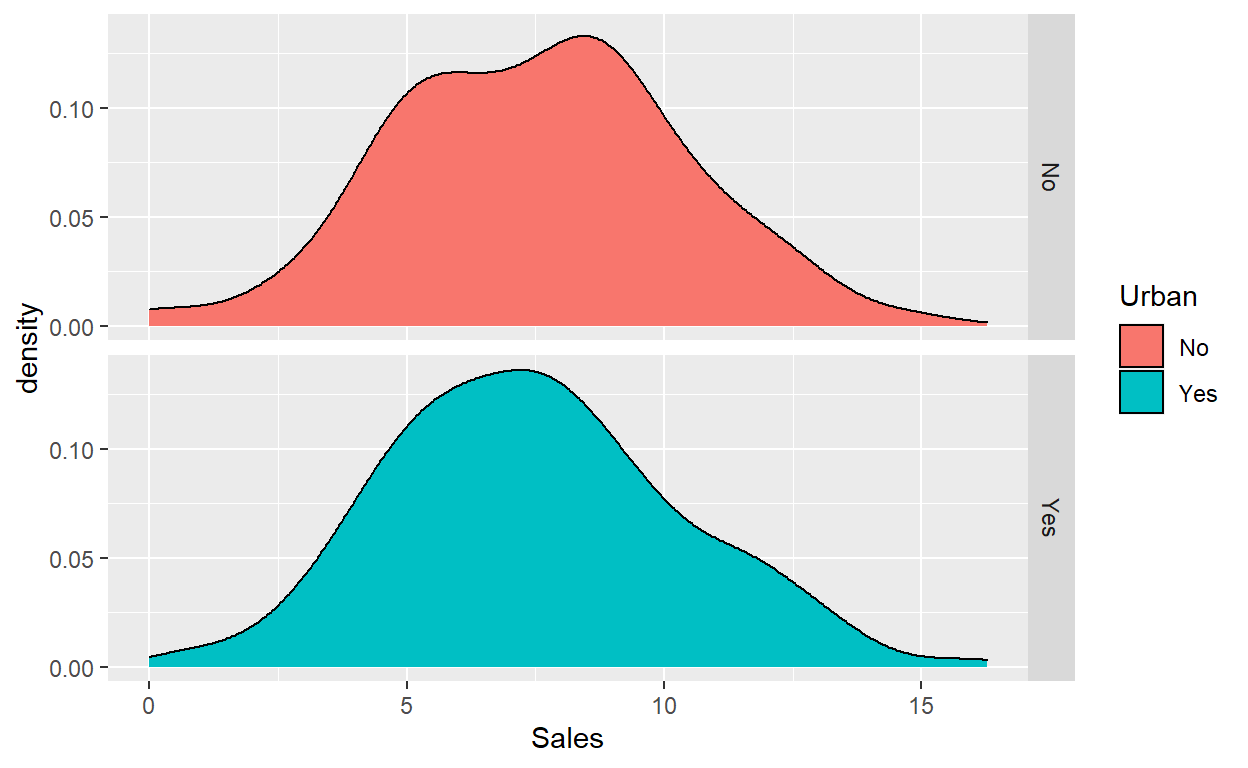 density
0.10
0.05
0.00
No
0.10
0.05
0.00
Yes
0 5 10 15
Sales
Urban
No
Yes